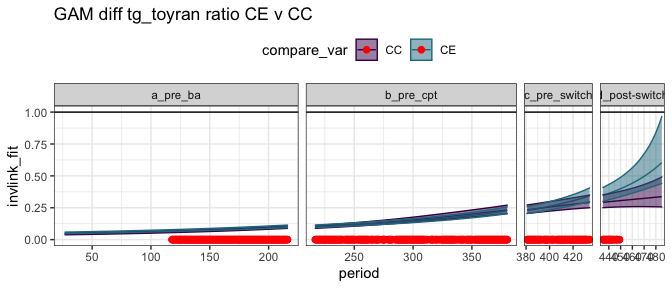 GAM diff tg_toyran ratio CE v CC
compare_var CC CE
a_pre_ba b_pre_cpt c_pre_switch d_post-switch
1.00
0.75
0.50
0.25
0.00
invlink_fit
50 100 150 200 250 300 350 380 400 420 440 450 460 470 480
period